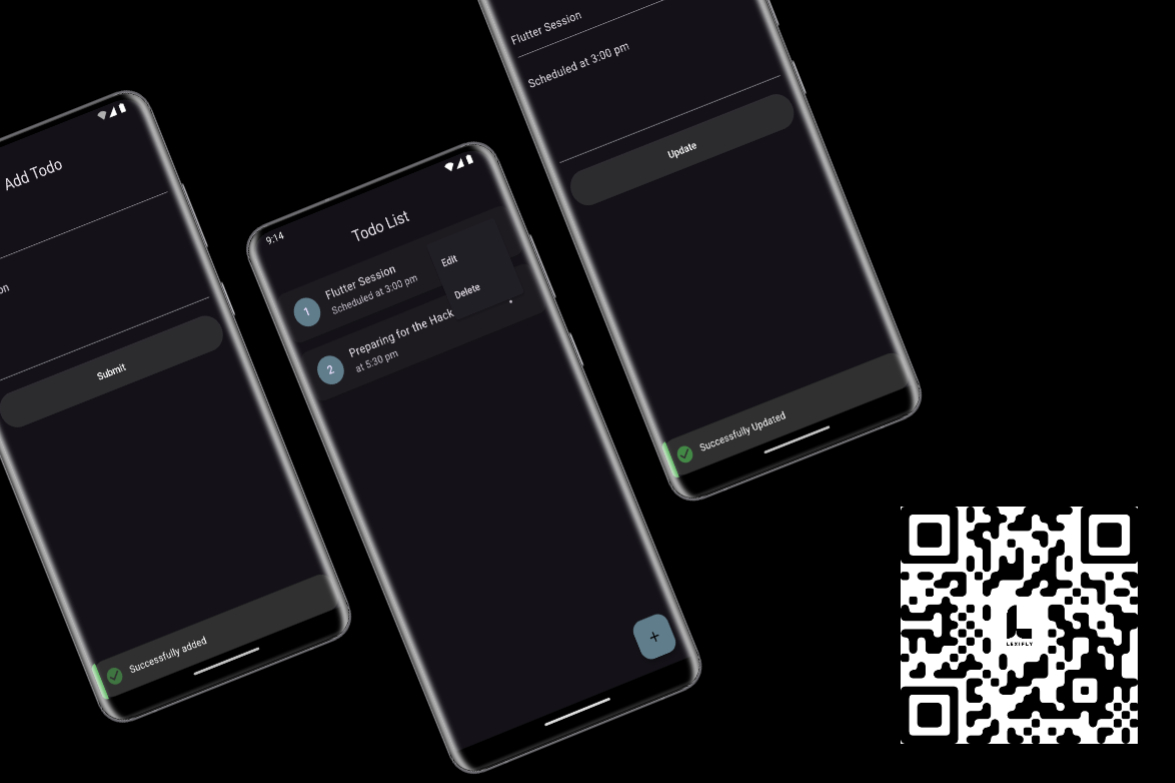 Add Todo
on
Submit
Successfully added
9:14
Todo List
1
Flutter Session
Scheduled at 3:00 pm
Edit
Delete
2
Preparing for the Hack
at 5:30 pm
+
Flutter Session
Scheduled at 3:00 pm
Update
Successfully Updated
LEXIFLY